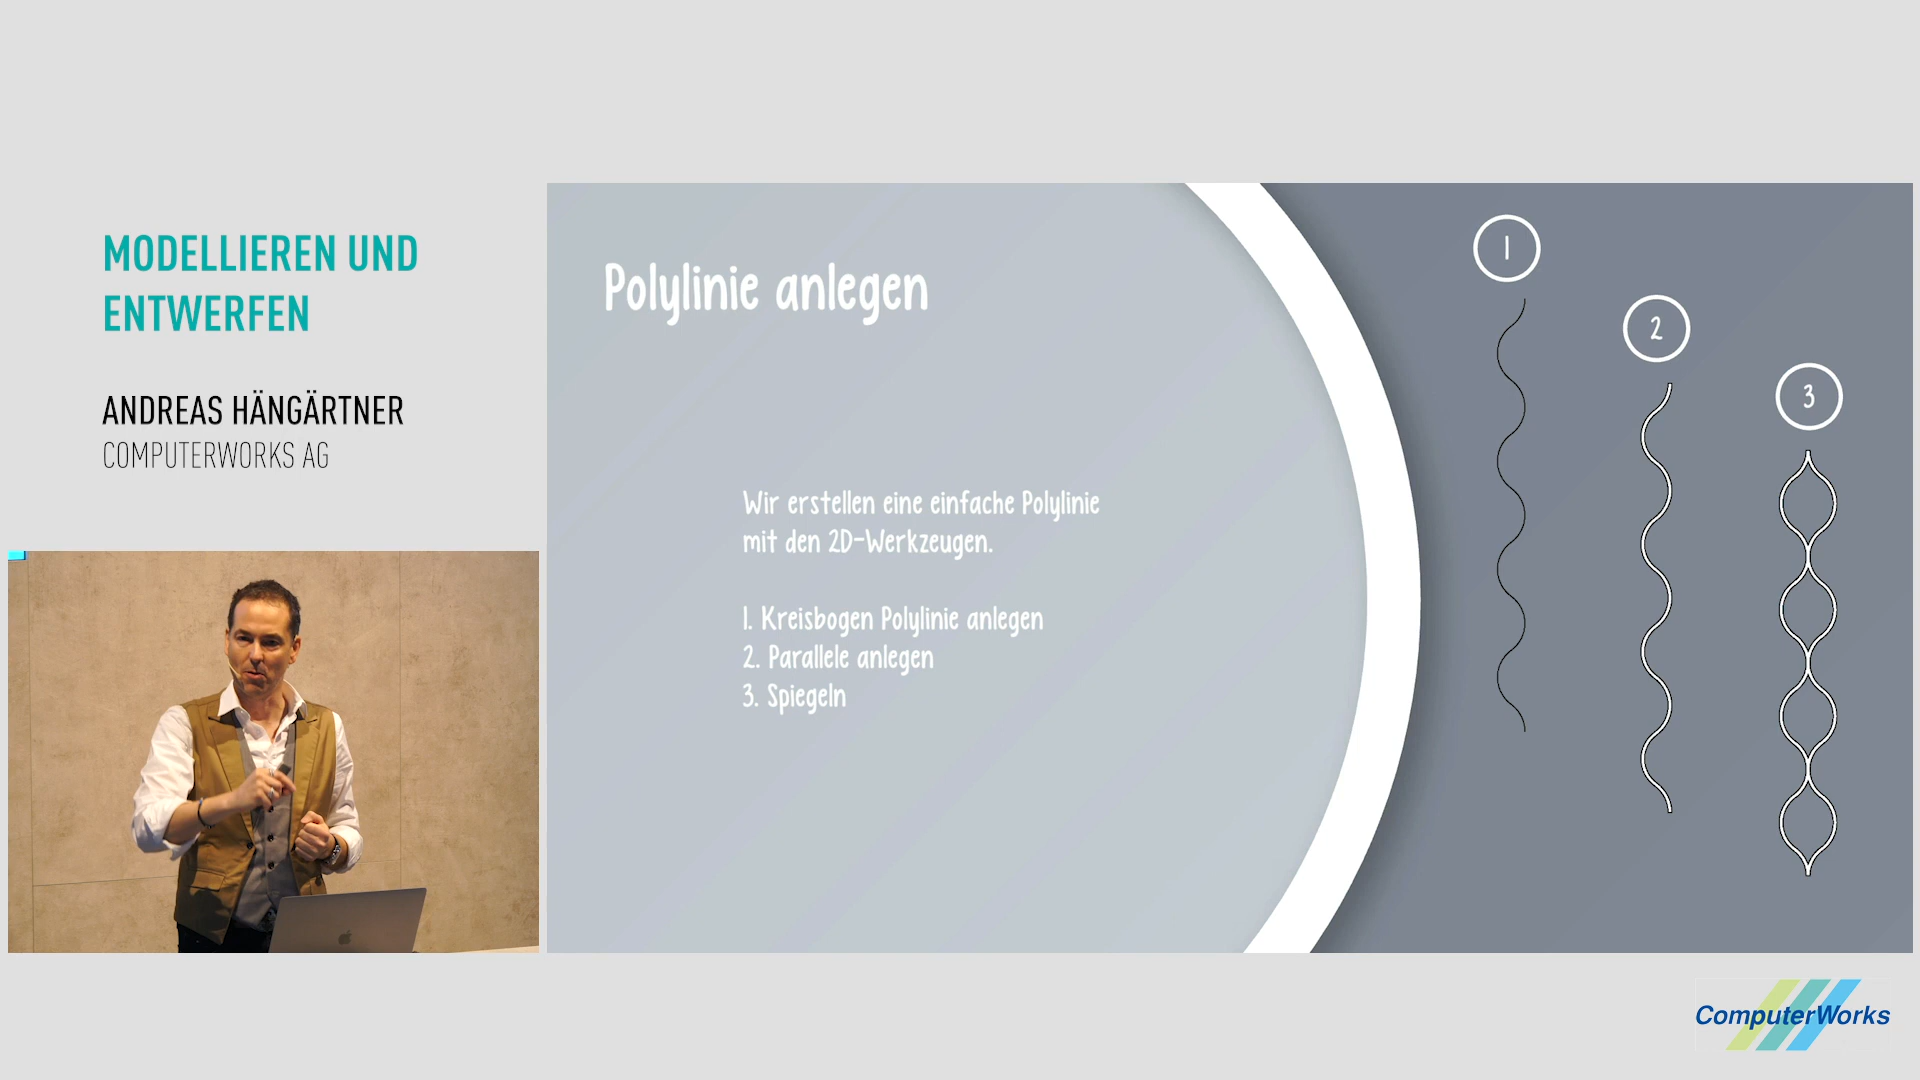 MODELLIEREN UND
ENTWERFEN
ANDREAS HÄNGÄRTNER
COMPUTERWORKS AG
Polylinie anlegen
Wir erstellen eine einfache Polylinie
mit den 2D-Werkzeugen.
1. Kreisbogen Polylinie anlegen
2. Parallele anlegen
3. Spiegeln
1
2
3
ComputerWorks